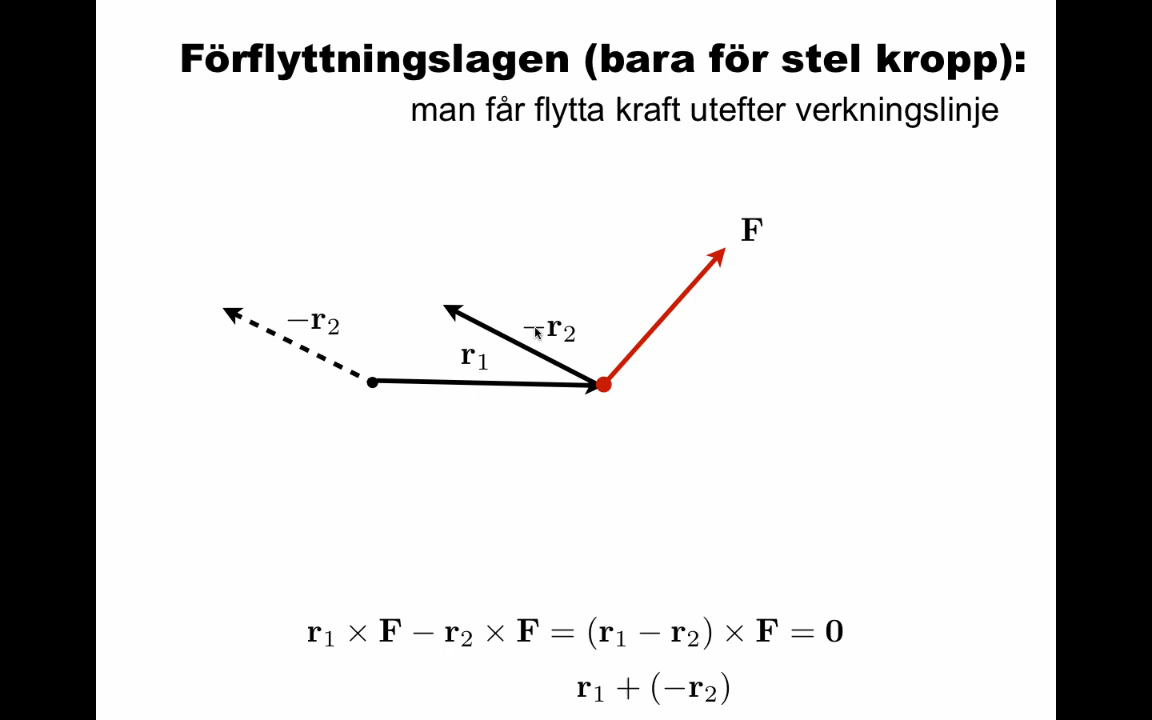 Förflyttningslagen (bara för stel kropp):
man får flytta kraft utefter verkningslinje
F
−r₂
−r₂
r₁
r₁ × F − r₂ × F = (r₁ − r₂) × F = 0
r₁ + (−r₂)